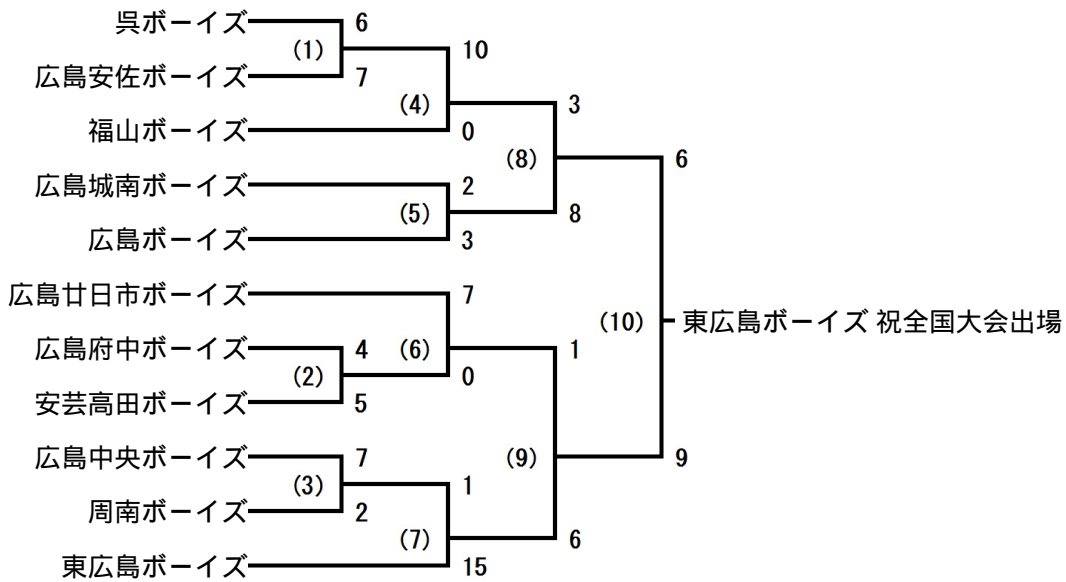 呉ボーイズ 6
(1) 10
広島安佐ボーイズ 7
(4) 3
福山ボーイズ 0
(8) 6
広島城南ボーイズ 2
(5) 8
広島ボーイズ 3
広島廿日市ボーイズ 7
(10) 東広島ボーイズ 祝全国大会出場
広島府中ボーイズ 4 (6) 1
(2) 0
安芸高田ボーイズ 5
広島中央ボーイズ 7 (9) 9
(3) 1
周南ボーイズ 2
(7) 6
東広島ボーイズ 15